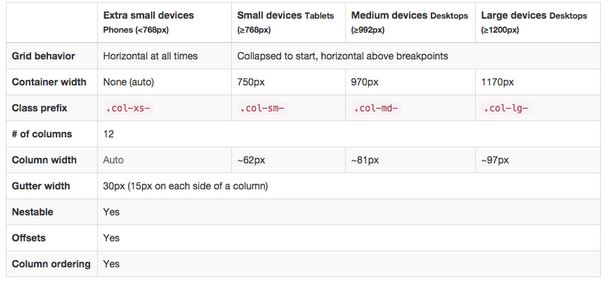 Extra small devices Small devices Tablets Medium devices Desktops Large devices Desktops
Phones (<768px) (≥768px) (≥992px) (≥1200px)
Grid behavior Horizontal at all times Collapsed to start, horizontal above breakpoints
Container width None (auto) 750px 970px 1170px
Class prefix .col-xs- .col-sm- .col-md- .col-lg-
# of columns 12
Column width Auto ~62px ~81px ~97px
Gutter width 30px (15px on each side of a column)
Nestable Yes
Offsets Yes
Column ordering Yes